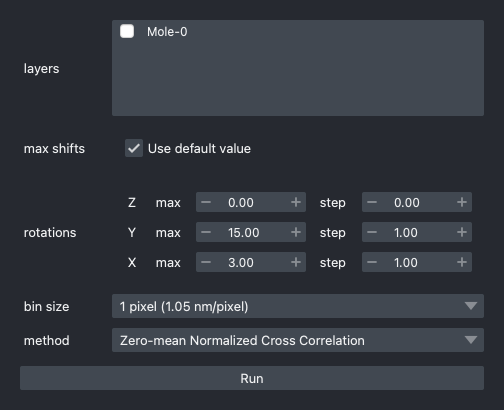 layers
Mole-0
max shifts
Use default value
rotations
Z max − 0.00 + step − 0.00 +
Y max − 15.00 + step − 1.00 +
X max − 3.00 + step − 1.00 +
bin size
1 pixel (1.05 nm/pixel)
method
Zero-mean Normalized Cross Correlation
Run